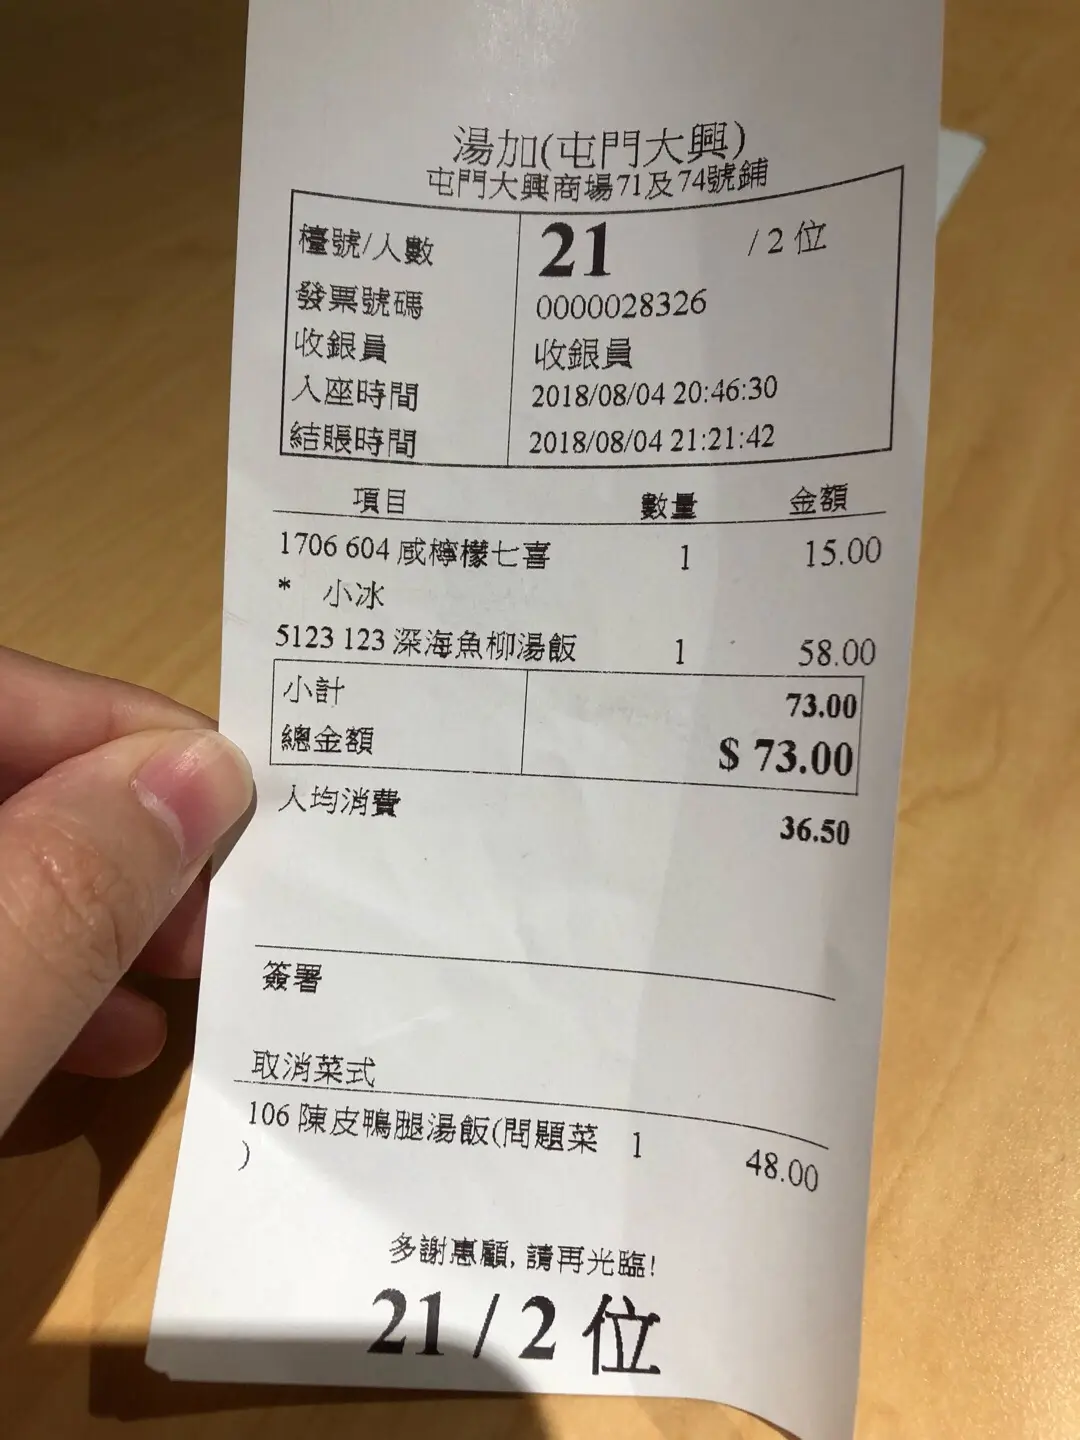 湯加(屯門大興)
屯門大興商場71及74號鋪
檯號/人數 21 / 2 位
發票號碼 0000028326
收銀員 收銀員
入座時間 2018/08/04 20:46:30
結賬時間 2018/08/04 21:21:42
項目 數量 金額
1706 604 咸檸檬七喜 1 15.00
* 小冰
5123 123 深海魚柳湯飯 1 58.00
小計 73.00
總金額 $ 73.00
人均消費 36.50
簽署
取消菜式
106 陳皮鴨腿湯飯(問題菜 1 48.00
)
多謝惠顧, 請再光臨!
21 / 2 位